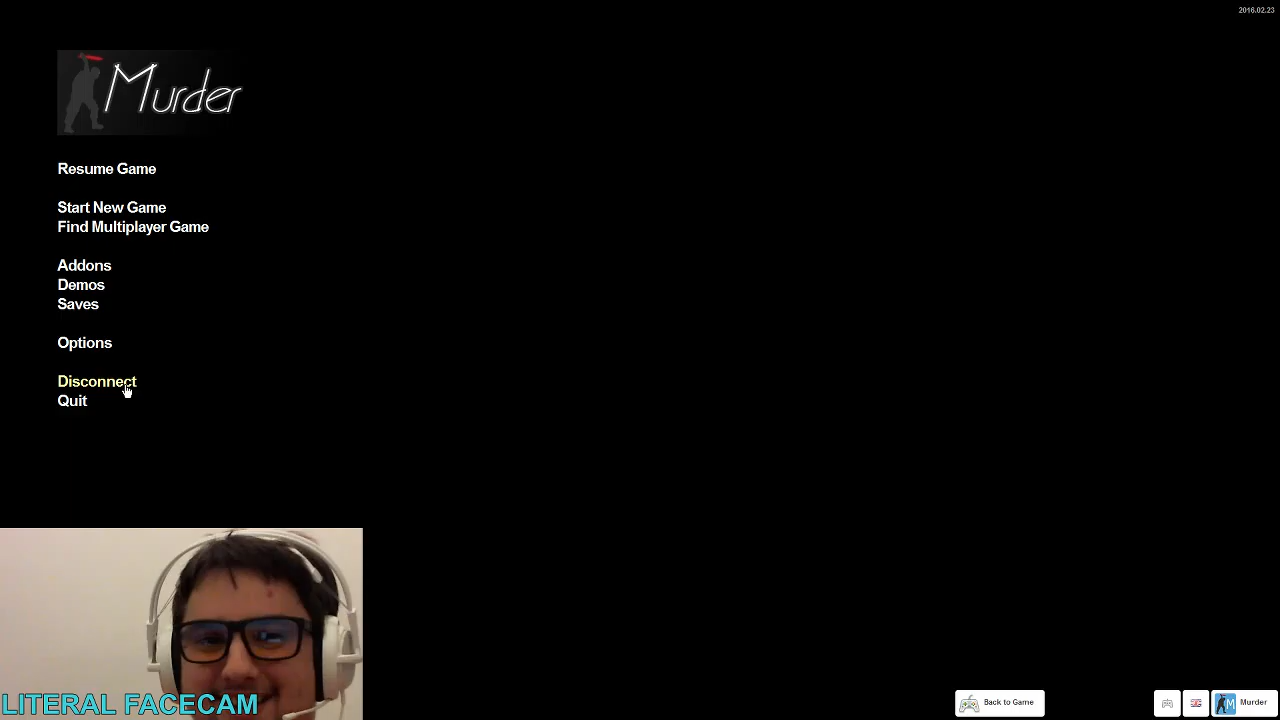 2016.02.23
Murder
Resume Game
Start New Game
Find Multiplayer Game
Addons
Demos
Saves
Options
Disconnect
Quit
LITERAL FACECAM
Back to Game
Murder